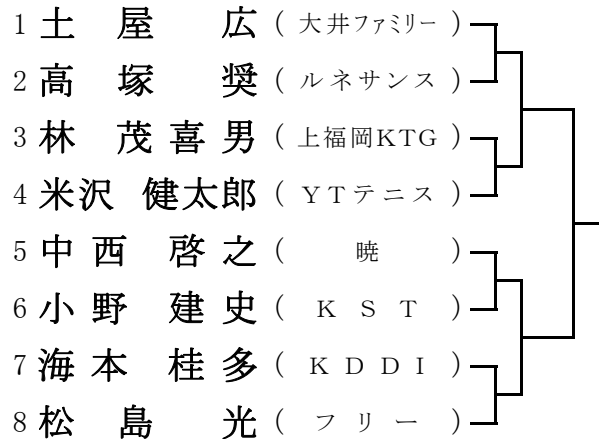 1 土屋 広 (大井ファミリー)
2 高塚 奨 (ルネサンス)
3 林 茂喜男 (上福岡KTG)
4 米沢 健太郎 (YTテニス)
5 中西 啓之 (暁)
6 小野 建史 (KST)
7 海本 桂多 (KDDI)
8 松島 光 (フリー)